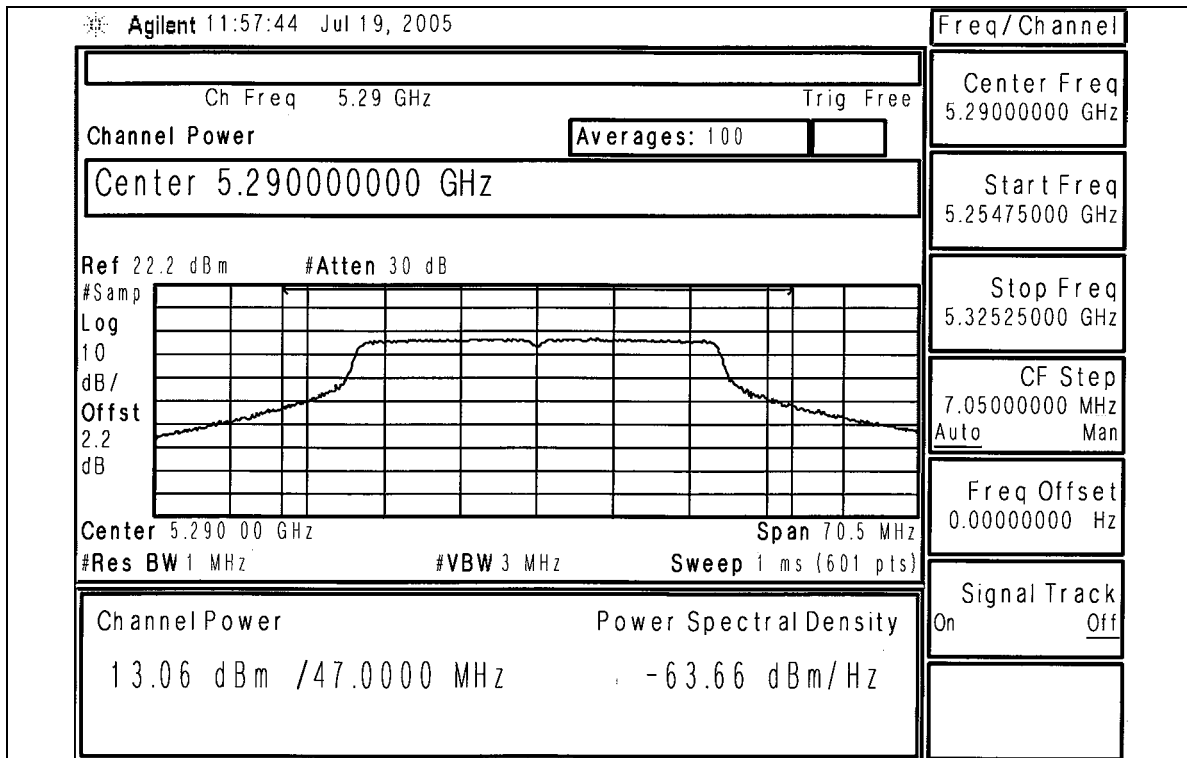 Agilent 11:57:44 Jul 19, 2005
Freq/Channel
Ch Freq 5.29 GHz Trig Free
Channel Power Averages: 100
Center 5.290000000 GHz
Ref 22.2 dBm #Atten 30 dB
#Samp
Log
10
dB/
Offst
2.2
dB
Center 5.290 00 GHz Span 70.5 MHz
#Res BW 1 MHz #VBW 3 MHz Sweep 1 ms (601 pts)
Channel Power Power Spectral Density
13.06 dBm /47.0000 MHz -63.66 dBm/Hz
Center Freq
5.29000000 GHz
Start Freq
5.25475000 GHz
Stop Freq
5.32525000 GHz
CF Step
7.05000000 MHz
Auto Man
Freq Offset
0.00000000 Hz
Signal Track
On Off